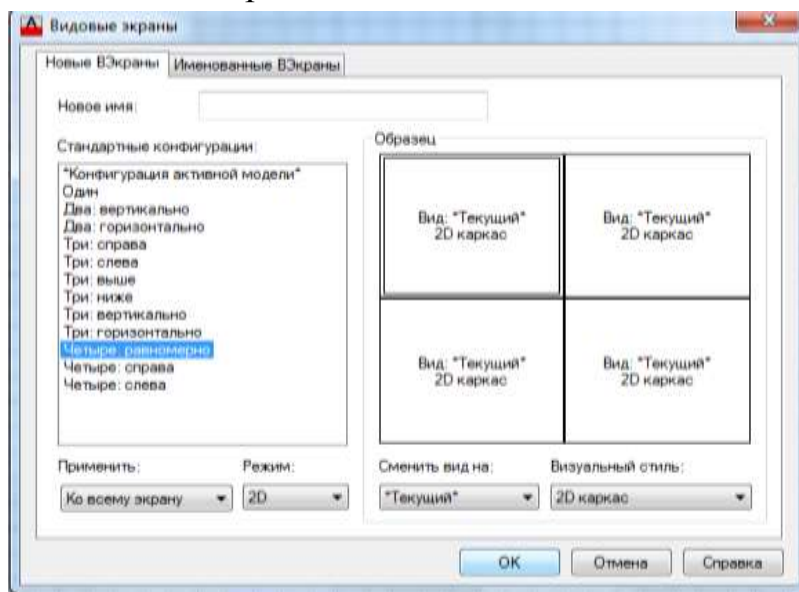 Видовые экраны
Новые ВЭкраны
Именованные ВЭкраны
Новое имя:
Стандартные конфигурации:
*Конфигурация активной модели*
Один
Два: вертикально
Два: горизонтально
Три: справа
Три: слева
Три: выше
Три: ниже
Три: вертикально
Три: горизонтально
Четыре: равномерно
Четыре: справа
Четыре: слева
Образец
Вид: *Текущий*
2D каркас
Вид: *Текущий*
2D каркас
Вид: *Текущий*
2D каркас
Вид: *Текущий*
2D каркас
Применить:
Режим:
Сменить вид на:
Визуальный стиль:
Ко всему экрану
2D
*Текущий*
2D каркас
OK
Отмена
Справка